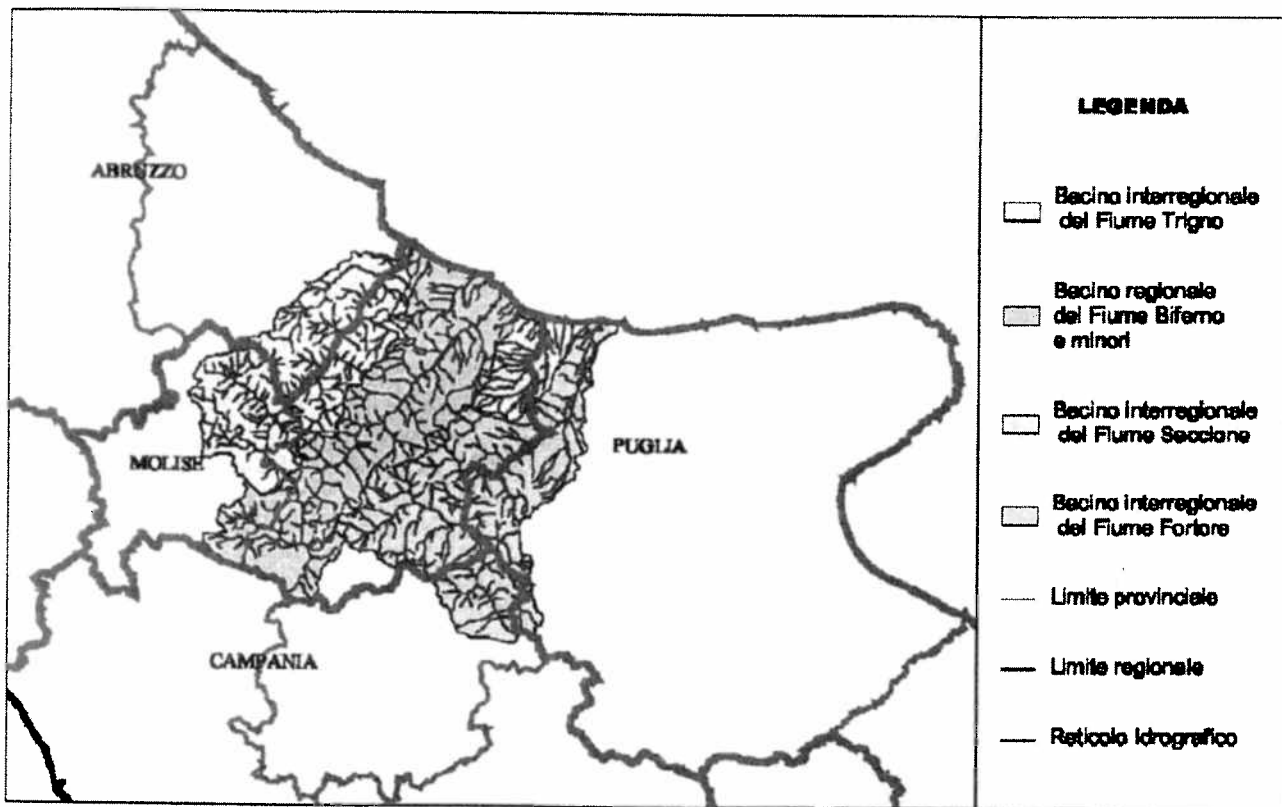 ABRUZZO
MOLISE
PUGLIA
CAMPANIA
LEGENDA
Bacino interregionale
del Fiume Trigno
Bacino regionale
del Fiume Biferno
e minori
Bacino interregionale
del Fiume Saccione
Bacino interregionale
del Fiume Fortore
Limite provinciale
Limite regionale
Reticolo Idrografico